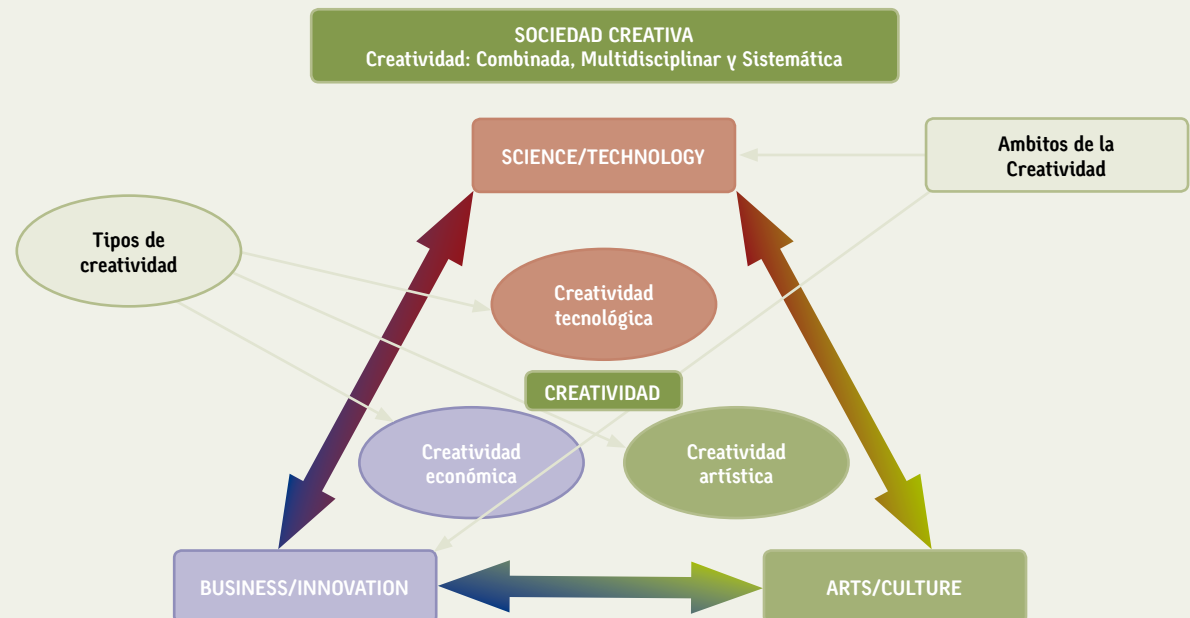 SOCIEDAD CREATIVA
Creatividad: Combinada, Multidisciplinar y Sistemática
SCIENCE/TECHNOLOGY
Ambitos de la
Creatividad
Tipos de
creatividad
Creatividad
tecnológica
CREATIVIDAD
Creatividad
económica
Creatividad
artística
BUSINESS/INNOVATION
ARTS/CULTURE